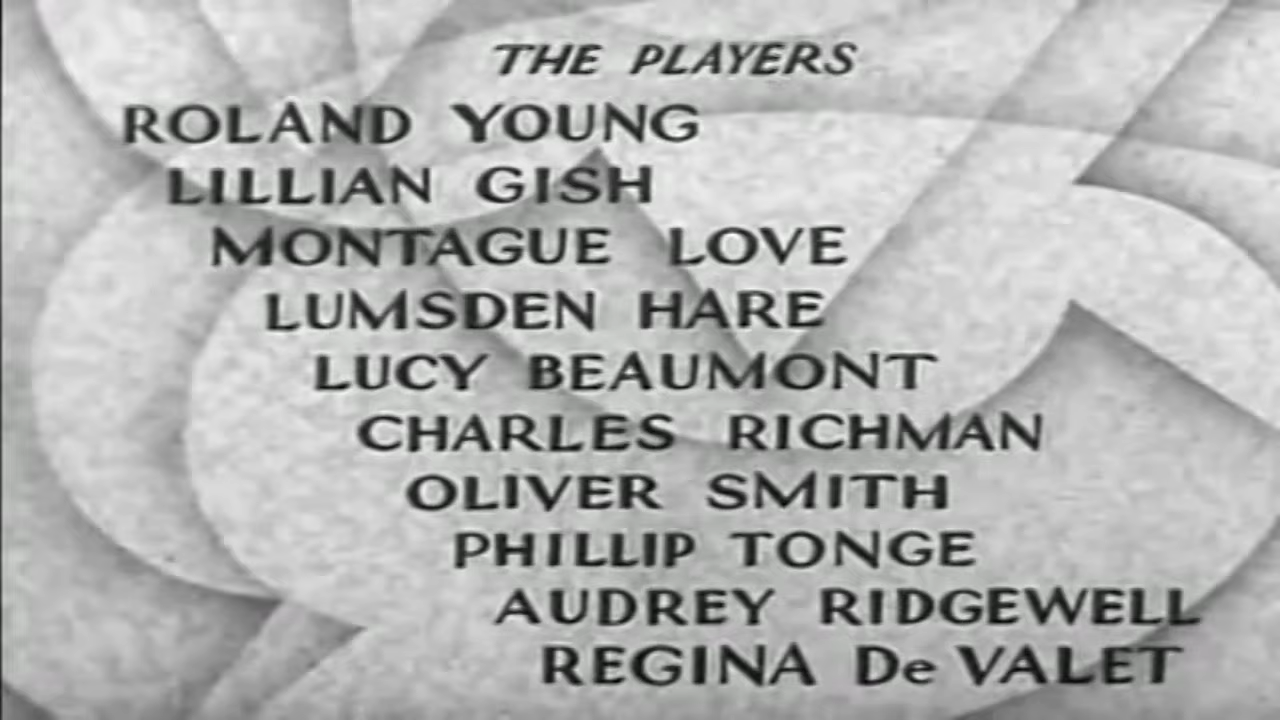 THE PLAYERS
ROLAND YOUNG
LILLIAN GISH
MONTAGUE LOVE
LUMSDEN HARE
LUCY BEAUMONT
CHARLES RICHMAN
OLIVER SMITH
PHILLIP TONGE
AUDREY RIDGEWELL
REGINA De VALET